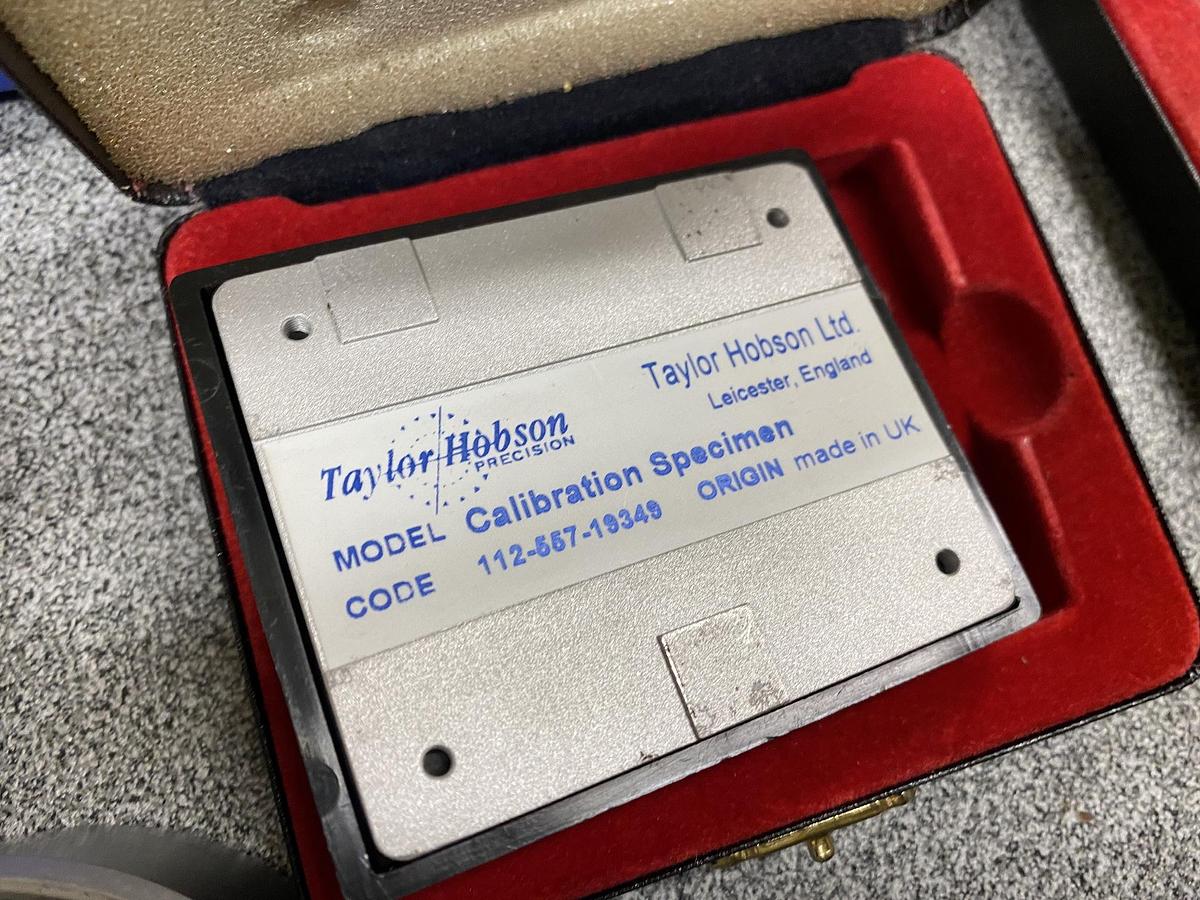 Taylor Hobson Ltd.
Leicester, England
Taylor Hobson
PRECISION
MODEL Calibration Specimen
CODE 112-557-19349 ORIGIN made in UK